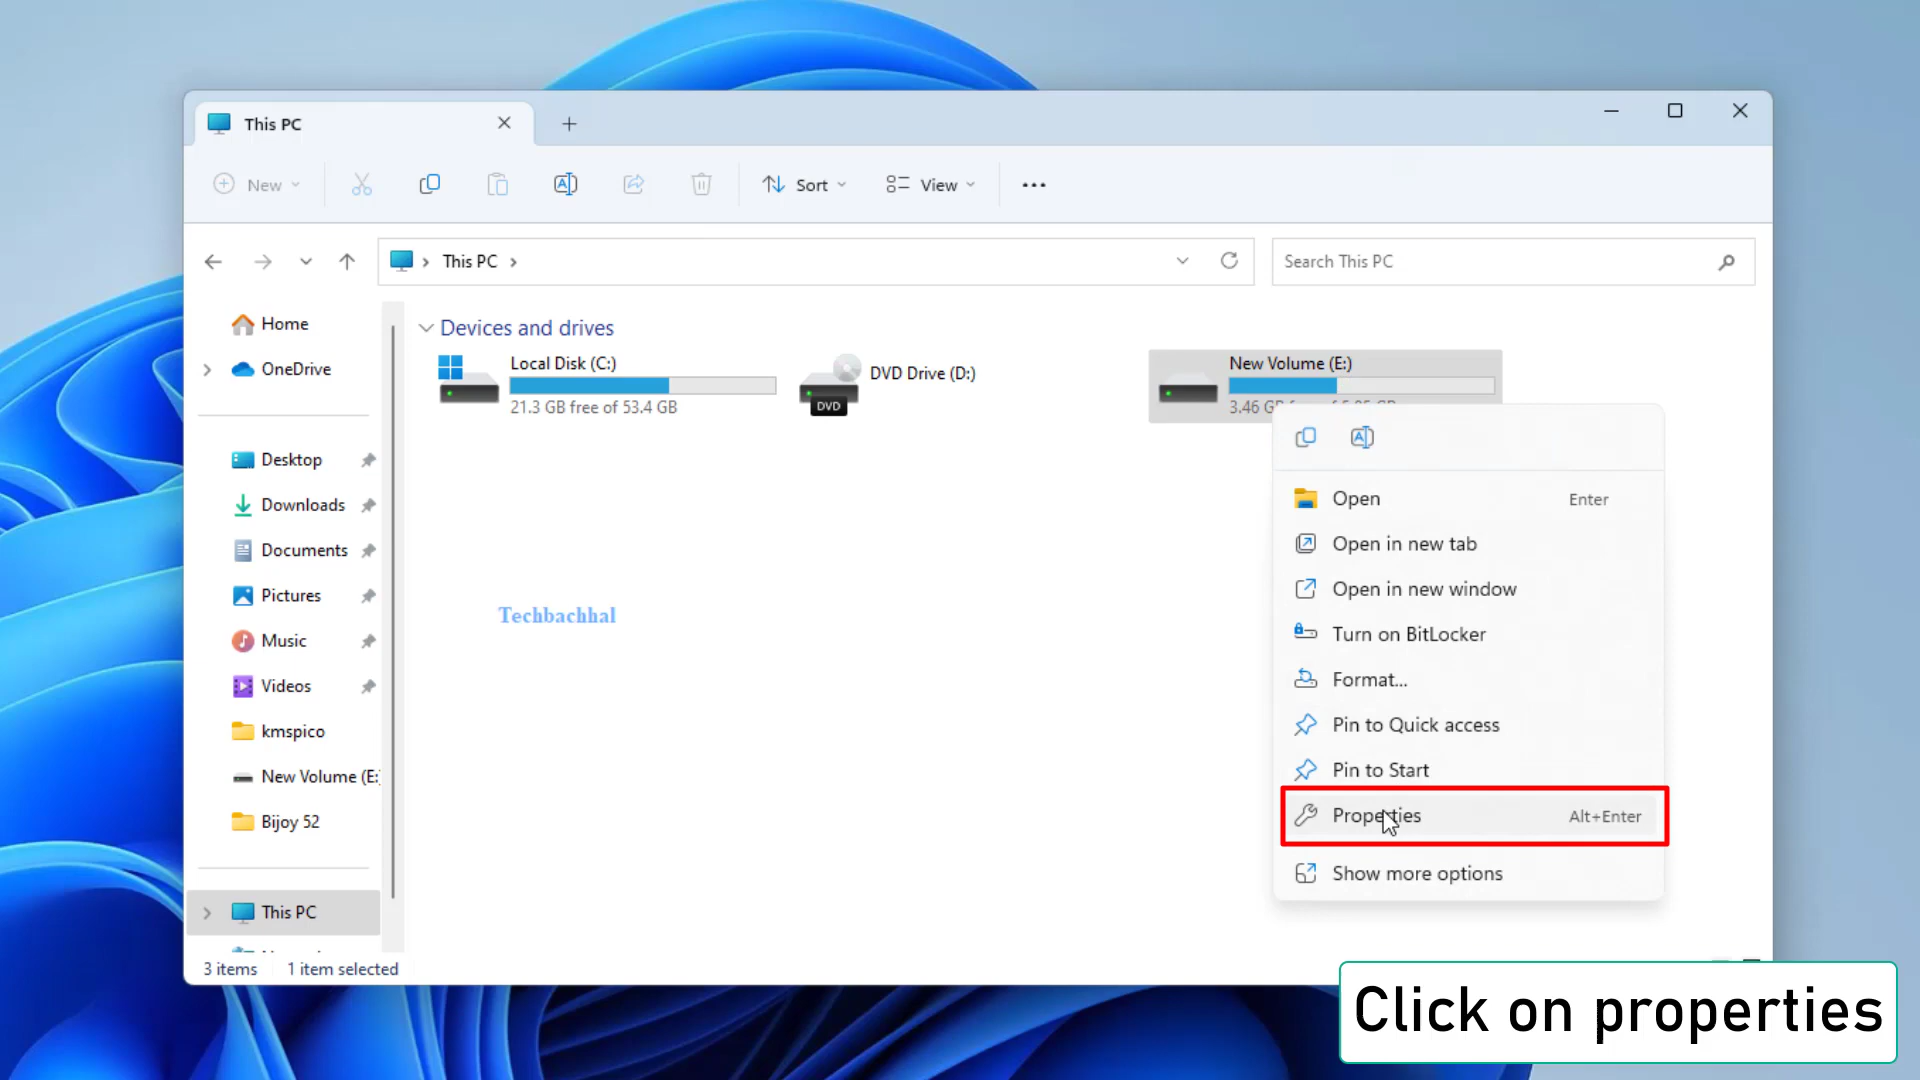 This PC
New
Sort
View
This PC
Search This PC
Home
OneDrive
Desktop
Downloads
Documents
Pictures
Music
Videos
kmspico
New Volume (E:
Bijoy 52
This PC
3 items
1 item selected
Devices and drives
Local Disk (C:)
21.3 GB free of 53.4 GB
DVD Drive (D:)
DVD
New Volume (E:)
3.46
Techbachhal
Open Enter
Open in new tab
Open in new window
Turn on BitLocker
Format...
Pin to Quick access
Pin to Start
Properties Alt+Enter
Show more options
Click on properties